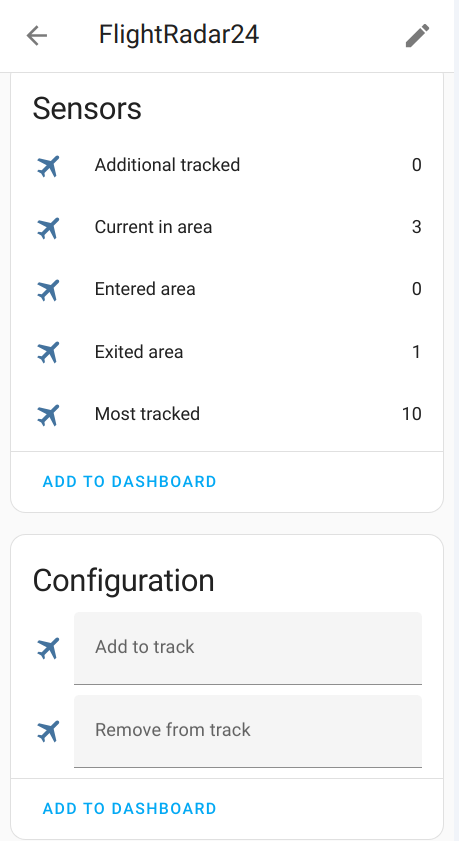 FlightRadar24
Sensors
Additional tracked 0
Current in area 3
Entered area 0
Exited area 1
Most tracked 10
ADD TO DASHBOARD
Configuration
Add to track
Remove from track
ADD TO DASHBOARD